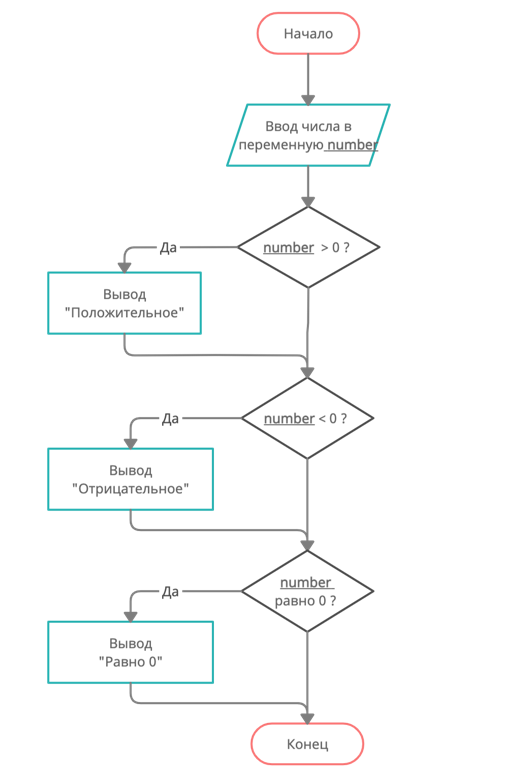 Начало
Ввод числа в
переменную number
number > 0 ?
Да
Вывод
"Положительное"
number < 0 ?
Да
Вывод
"Отрицательное"
number
равно 0 ?
Да
Вывод
"Равно 0"
Конец